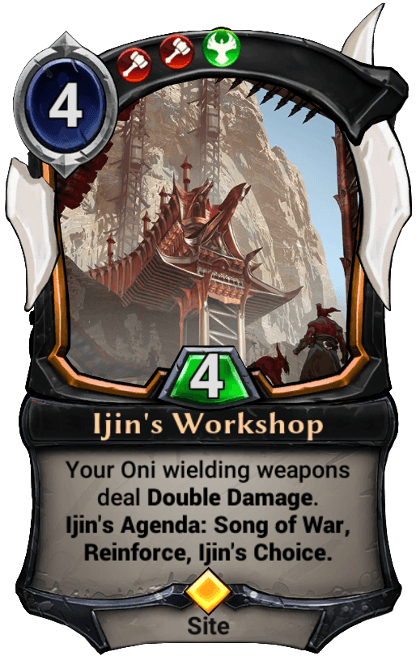 4
4
Ijin's Workshop
Your Oni wielding weapons
deal Double Damage.
Ijin's Agenda: Song of War,
Reinforce, Ijin's Choice.
Site